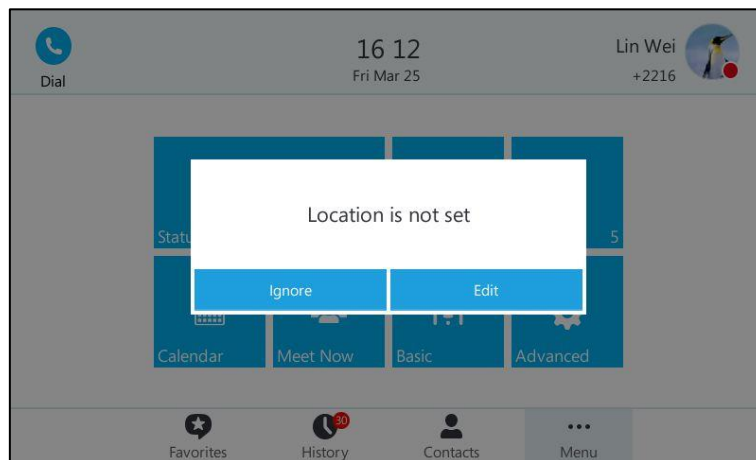 16 12
Lin Wei
Dial
Fri Mar 25
+2216
Location is not set
5
Ignore
Edit
Calendar
Meet Now
Basic
Advanced
30
Favorites
History
Contacts
Menu